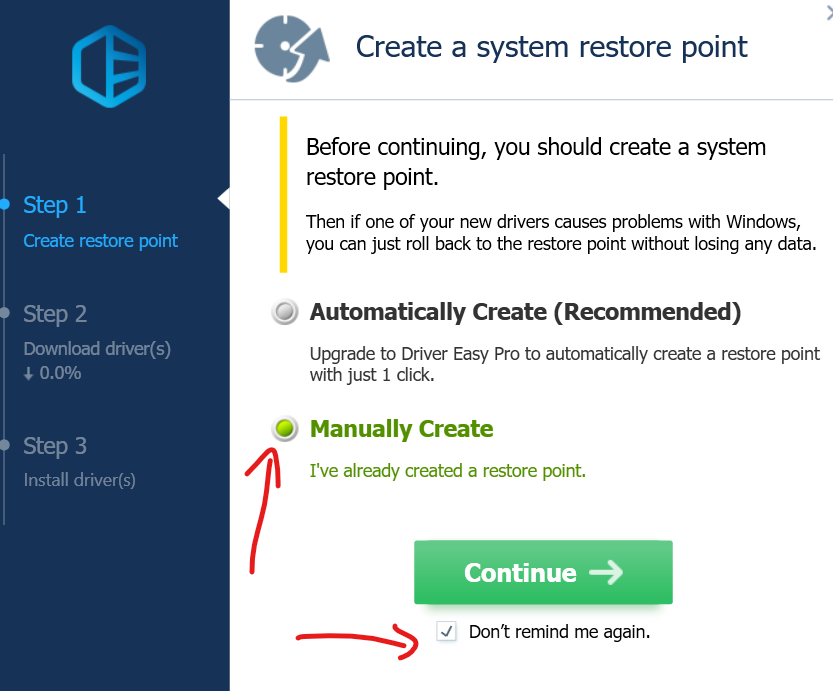 Create a system restore point
Step 1
Create restore point
Step 2
Download driver(s)
↓ 0.0%
Step 3
Install driver(s)
Before continuing, you should create a system
restore point.
Then if one of your new drivers causes problems with Windows,
you can just roll back to the restore point without losing any data.
Automatically Create (Recommended)
Upgrade to Driver Easy Pro to automatically create a restore point
with just 1 click.
Manually Create
I've already created a restore point.
Continue →
Don’t remind me again.